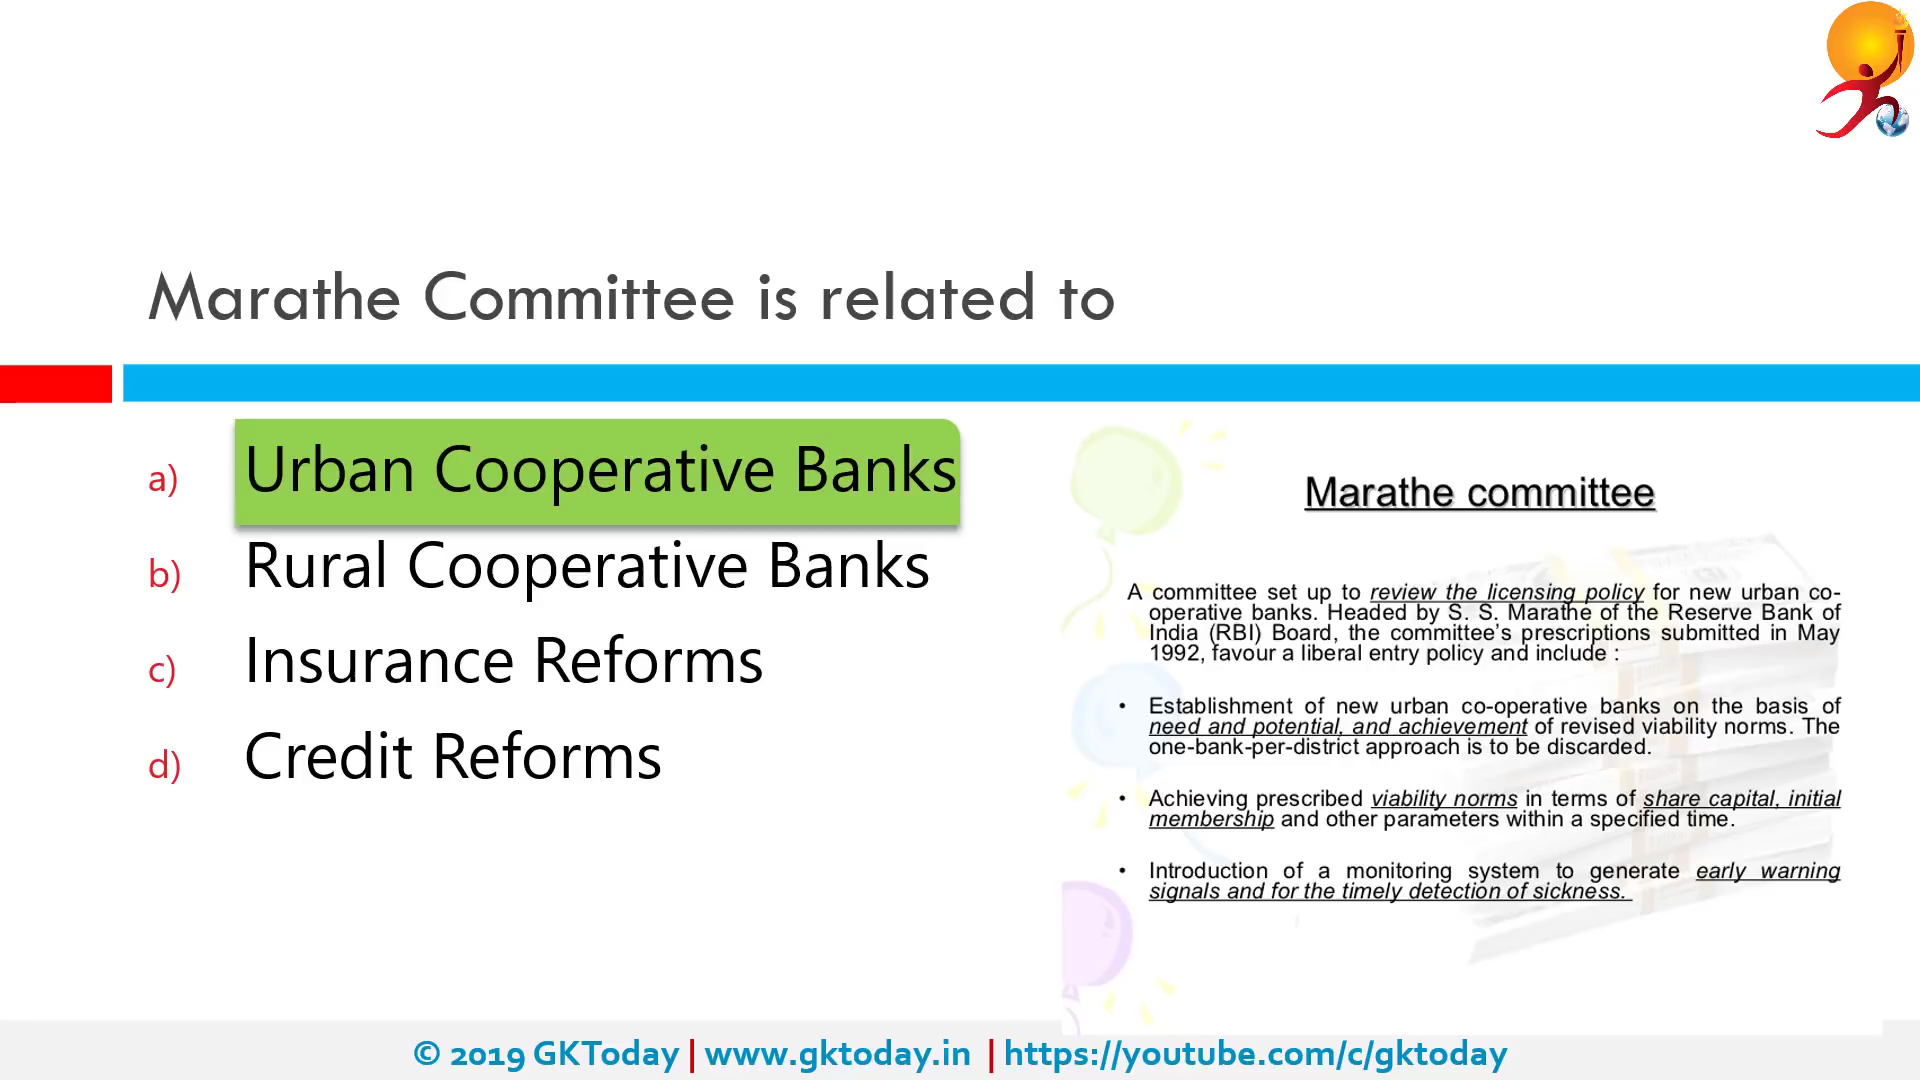 Marathe Committee is related to
a) Urban Cooperative Banks
b) Rural Cooperative Banks
c) Insurance Reforms
d) Credit Reforms
Marathe committee
A committee set up to review the licensing policy for new urban co-
operative banks. Headed by S. S. Marathe of the Reserve Bank of
India (RBI) Board, the committee's prescriptions submitted in May
1992, favour a liberal entry policy and include :
• Establishment of new urban co-operative banks on the basis of
need and potential, and achievement of revised viability norms. The
one-bank-per-district approach is to be discarded.
• Achieving prescribed viability norms in terms of share capital, initial
membership and other parameters within a specified time.
• Introduction of a monitoring system to generate early warning
signals and for the timely detection of sickness.
© 2019 GKToday | www.gktoday.in | https://youtube.com/c/gktoday